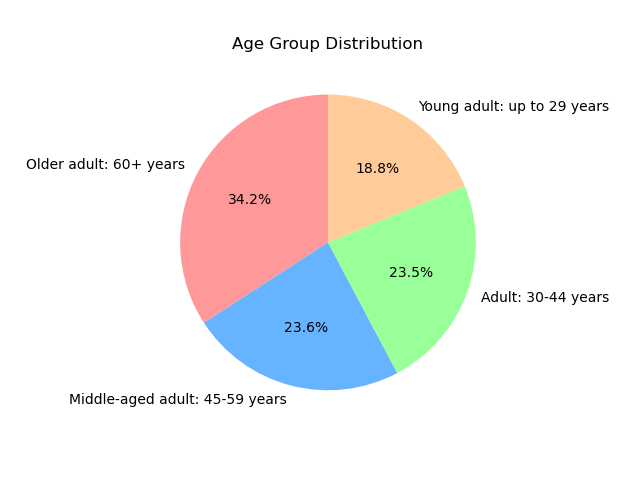 Age Group Distribution
Young adult: up to 29 years
Older adult: 60+ years
18.8%
34.2%
23.5%
Adult: 30-44 years
23.6%
Middle-aged adult: 45-59 years